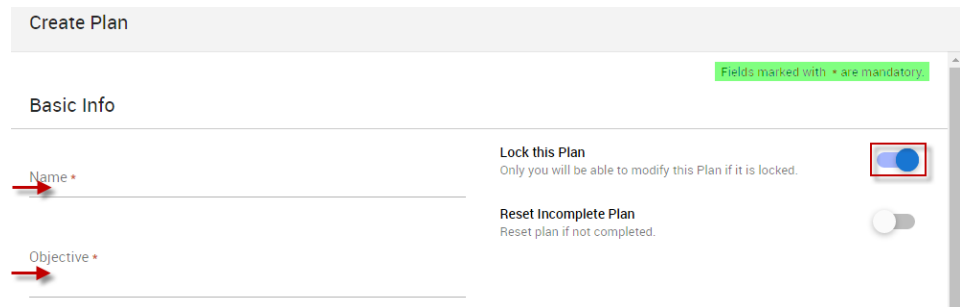 Create Plan
Fields marked with * are mandatory.
Basic Info
Name *
Objective *
Lock this Plan
Only you will be able to modify this Plan if it is locked.
Reset Incomplete Plan
Reset plan if not completed.